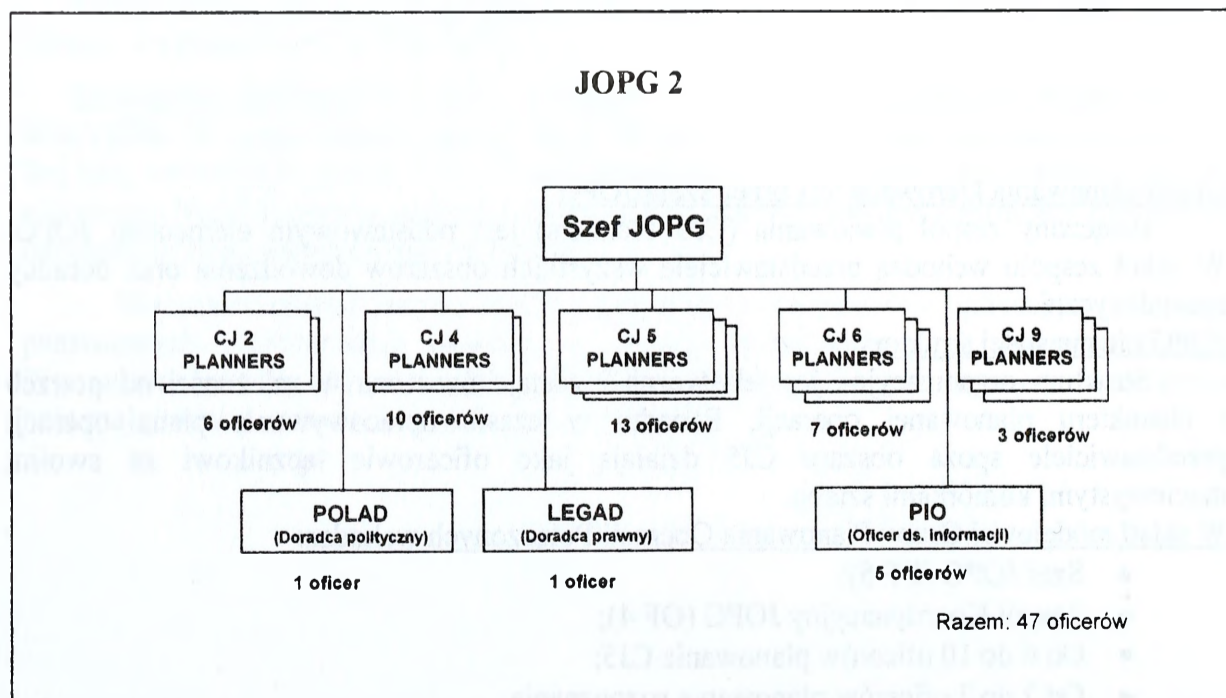 JOPG 2
Szef JOPG
CJ 2
PLANNERS
CJ 4
PLANNERS
CJ 5
PLANNERS
CJ 6
PLANNERS
CJ 9
PLANNERS
6 oficerów
10 oficerów
13 oficerów
7 oficerów
3 oficerów
POLAD
(Doradca polityczny)
LEGAD
(Doradca prawny)
PIO
(Oficer ds. Informacji)
1 oficer
1 oficer
5 oficerów
Razem: 47 oficerów